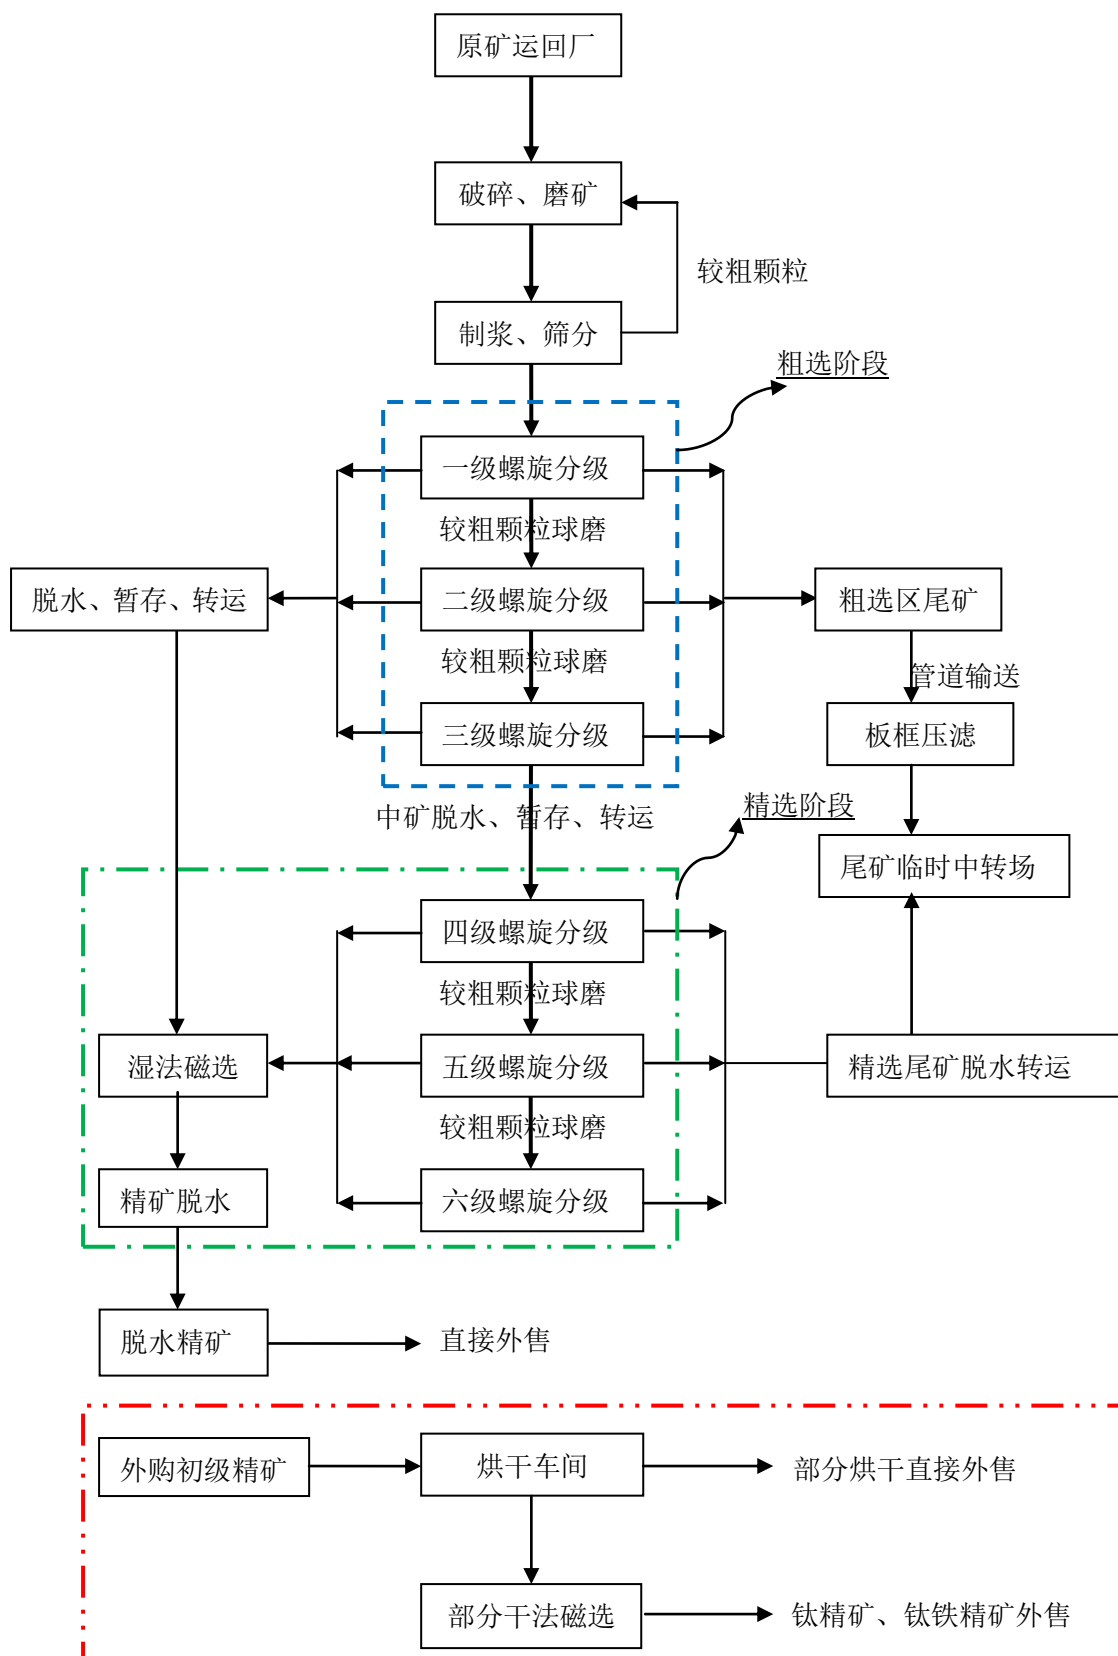 原矿运回厂
破碎、磨矿
较粗颗粒
制浆、筛分
粗选阶段
一级螺旋分级
较粗颗粒球磨
脱水、暂存、转运
二级螺旋分级
粗选区尾矿
较粗颗粒球磨
管道输送
三级螺旋分级
板框压滤
中矿脱水、暂存、转运
精选阶段
尾矿临时中转场
四级螺旋分级
较粗颗粒球磨
湿法磁选
五级螺旋分级
精选尾矿脱水转运
较粗颗粒球磨
精矿脱水
六级螺旋分级
脱水精矿
直接外售
外购初级精矿
烘干车间
部分烘干直接外售
部分干法磁选
钛精矿、钛铁精矿外售